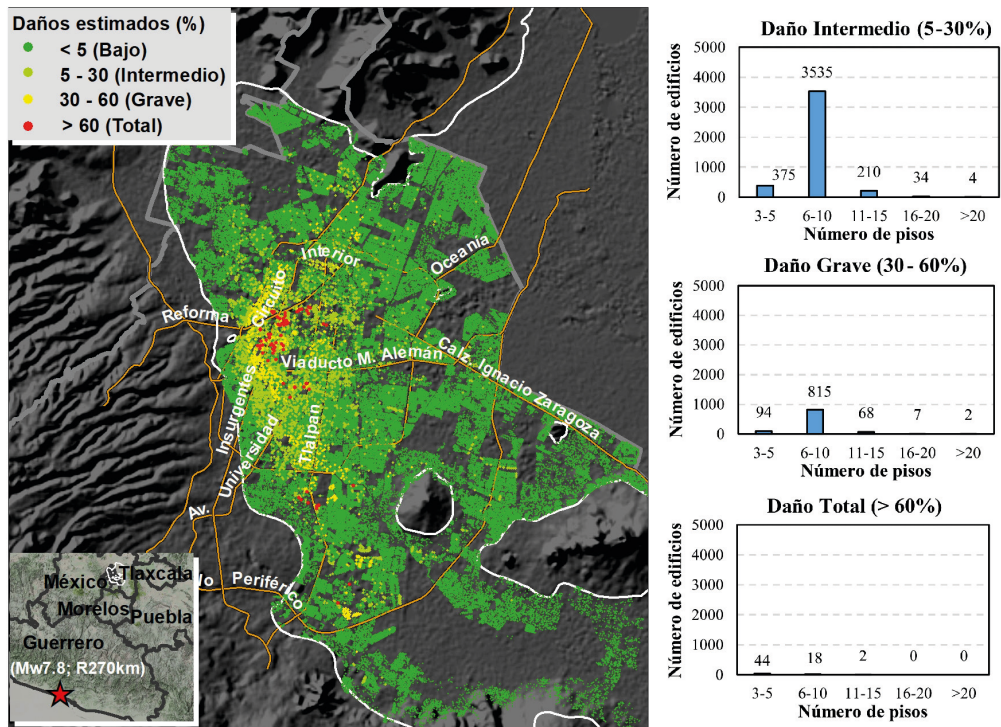 Daños estimados (%)
< 5 (Bajo)
5 - 30 (Intermedio)
30 - 60 (Grave)
> 60 (Total)
Interior
Oceanía
Circuito
Reforma
Viaducto M. Alemán
Calz. Ignacio Zaragoza
Insurgentes
Av. Universidad
Tlalpan
Periférico
México
Tlaxcala
Morelos
Puebla
Guerrero
(Mw7.8; R270km)
Daño Intermedio (5-30%)
Número de edificios
5000
4000
3000
2000
1000
0
375
3535
210
34
4
3-5
6-10
11-15
16-20
>20
Número de pisos
Daño Grave (30 - 60%)
Número de edificios
5000
4000
3000
2000
1000
0
94
815
68
7
2
3-5
6-10
11-15
16-20
>20
Número de pisos
Daño Total (> 60%)
Número de edificios
5000
4000
3000
2000
1000
0
44
18
2
0
0
3-5
6-10
11-15
16-20
>20
Número de pisos